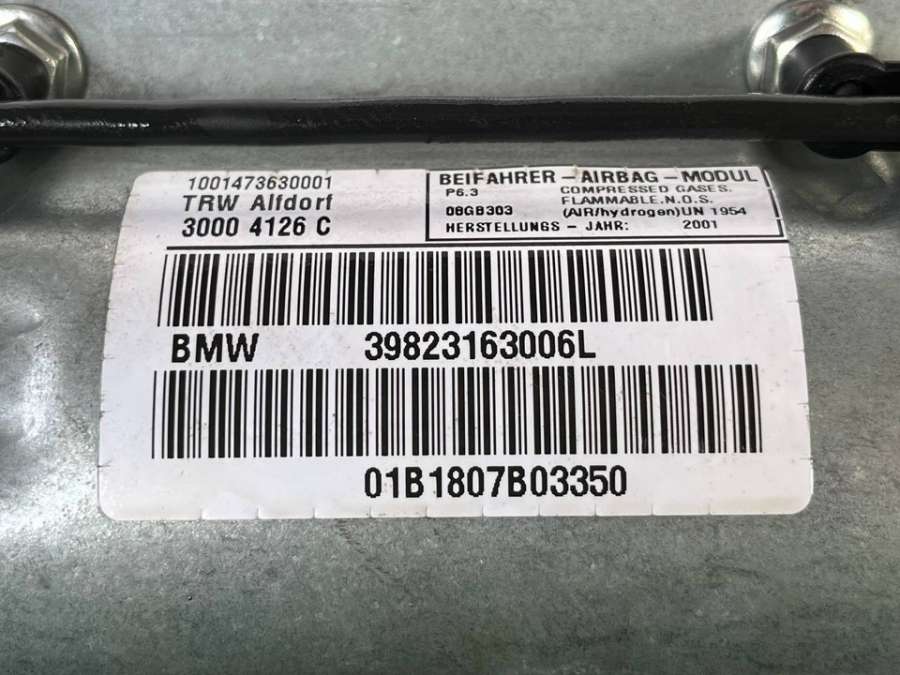 1001473630001
TRW Alfdorf
3000 4126 C
BEIFAHRER - AIRBAG - MODUL
P6.3 COMPRESSED GASES.
FLAMMABLE.N.O.S.
08GB303 (AIR/hydrogen)UN 1954
HERSTELLUNGS - JAHR: 2001
BMW 39823163006L
01B1807B03350